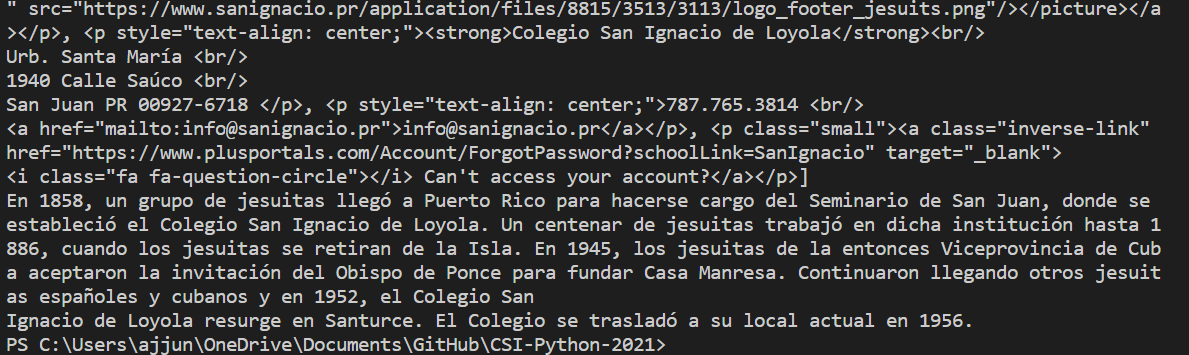 " src="https://www.sanignacio.pr/application/files/8815/3513/3113/logo_footer_jesuits.png"/></picture></a
></p>, <p style="text-align: center;"><strong>Colegio San Ignacio de Loyola</strong><br/>
Urb. Santa María <br/>
1940 Calle Saúco <br/>
San Juan PR 00927-6718 </p>, <p style="text-align: center;">787.765.3814 <br/>
<a href="mailto:info@sanignacio.pr">info@sanignacio.pr</a></p>, <p class="small"><a class="inverse-link"
href="https://www.plusportals.com/Account/ForgotPassword?schoolLink=SanIgnacio" target="_blank">
<i class="fa fa-question-circle"></i> Can't access your account?</a></p>]
En 1858, un grupo de jesuitas llegó a Puerto Rico para hacerse cargo del Seminario de San Juan, donde se
estableció el Colegio San Ignacio de Loyola. Un centenar de jesuitas trabajó en dicha institución hasta 1
886, cuando los jesuitas se retiran de la Isla. En 1945, los jesuitas de la entonces Viceprovincia de Cub
a aceptaron la invitación del Obispo de Ponce para fundar Casa Manresa. Continuaron llegando otros jesuit
as españoles y cubanos y en 1952, el Colegio San
Ignacio de Loyola resurge en Santurce. El Colegio se trasladó a su local actual en 1956.
PS C:\Users\ajjun\OneDrive\Documents\GitHub\CSI-Python-2021>